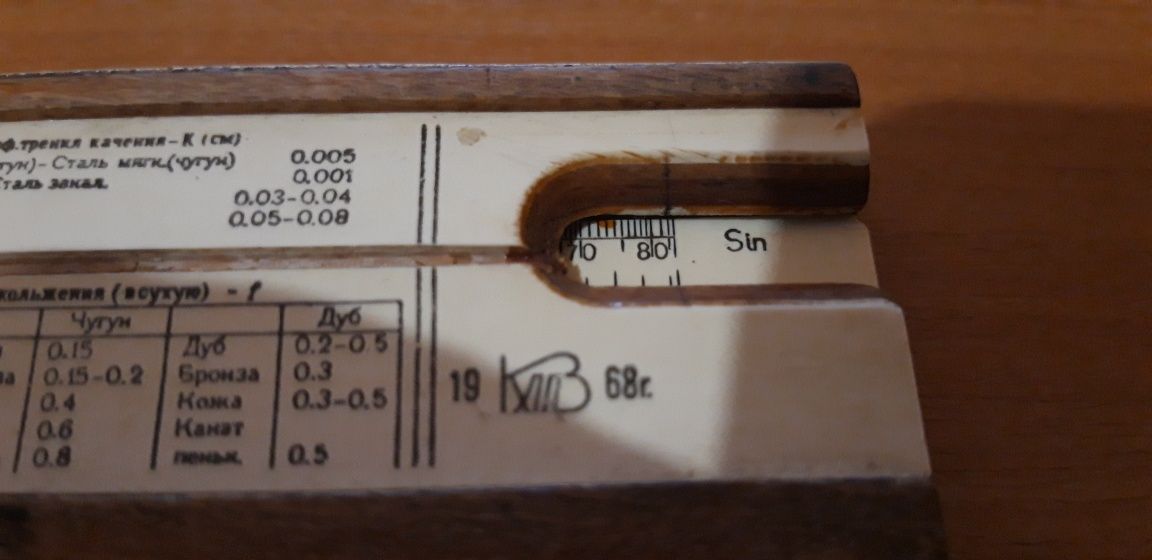 тренкя качения-К (см)
Сталь мягк.(чугун) 0.005
Сталь закал. 0.001
0.03-0.04
0.05-0.08
70 80 Sin
(всухую) - f
Чугун Дуб
0.15 Дуб 0.2-0.5
0.15-0.2 Бронза 0.3
0.4 Кожа 0.3-0.5
0.6 Канат
0.8 пеньк. 0.5
19 68г.